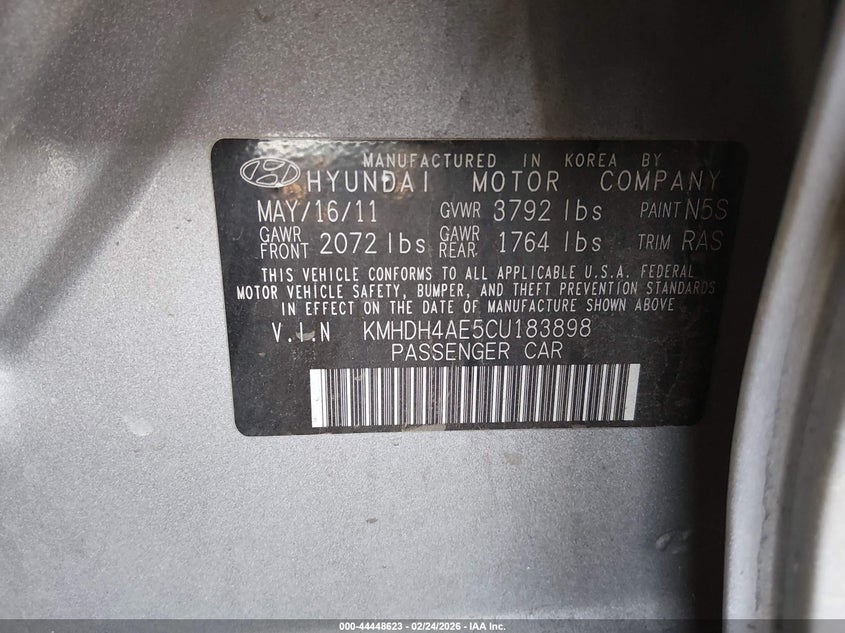 MANUFACTURED IN KOREA BY
HYUNDAI MOTOR COMPANY
MAY/16/11 GVWR 3792 lbs PAINT N5S
GAWR FRONT 2072 lbs GAWR REAR 1764 lbs TRIM RAS
THIS VEHICLE CONFORMS TO ALL APPLICABLE U.S.A. FEDERAL
MOTOR VEHICLE SAFETY, BUMPER, AND THEFT PREVENTION STANDARDS
IN EFFECT ON THE DATE OF MANUFACTURE SHOWN ABOVE
V.I.N KMHDH4AE5CU183898
PASSENGER CAR
000-44448623 - 02/24/2026 - IAA Inc.